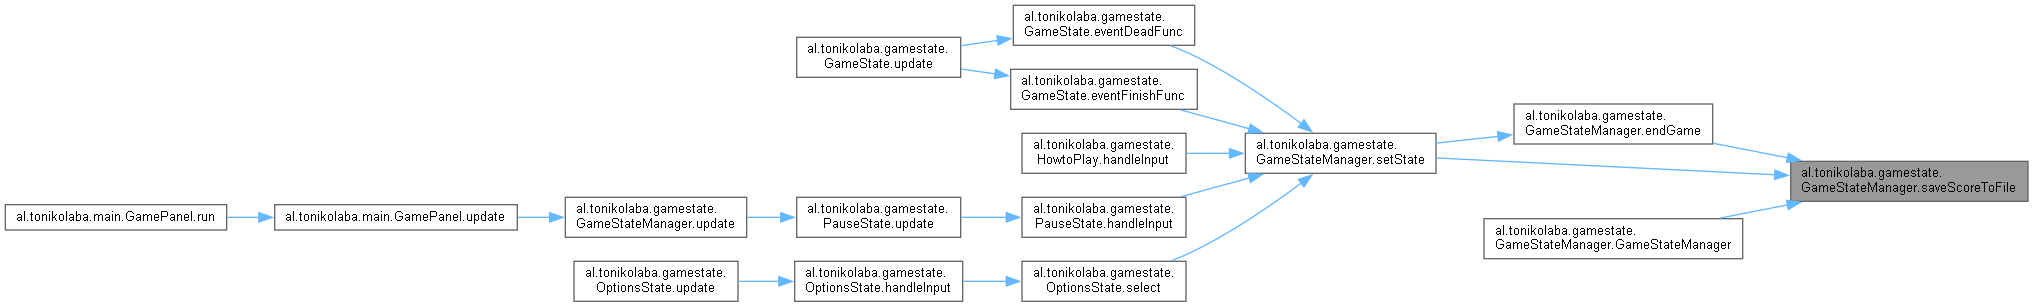 al.tonikolaba.gamestate.
GameState.eventDeadFunc
al.tonikolaba.gamestate.
GameState.update
al.tonikolaba.gamestate.
GameState.eventFinishFunc
al.tonikolaba.gamestate.
GameStateManager.endGame
al.tonikolaba.gamestate.
HowtoPlay.handleInput
al.tonikolaba.gamestate.
GameStateManager.setState
al.tonikolaba.gamestate.
GameStateManager.saveScoreToFile
al.tonikolaba.main.GamePanel.run
al.tonikolaba.main.GamePanel.update
al.tonikolaba.gamestate.
GameStateManager.update
al.tonikolaba.gamestate.
PauseState.update
al.tonikolaba.gamestate.
PauseState.handleInput
al.tonikolaba.gamestate.
GameStateManager.GameStateManager
al.tonikolaba.gamestate.
OptionsState.update
al.tonikolaba.gamestate.
OptionsState.handleInput
al.tonikolaba.gamestate.
OptionsState.select